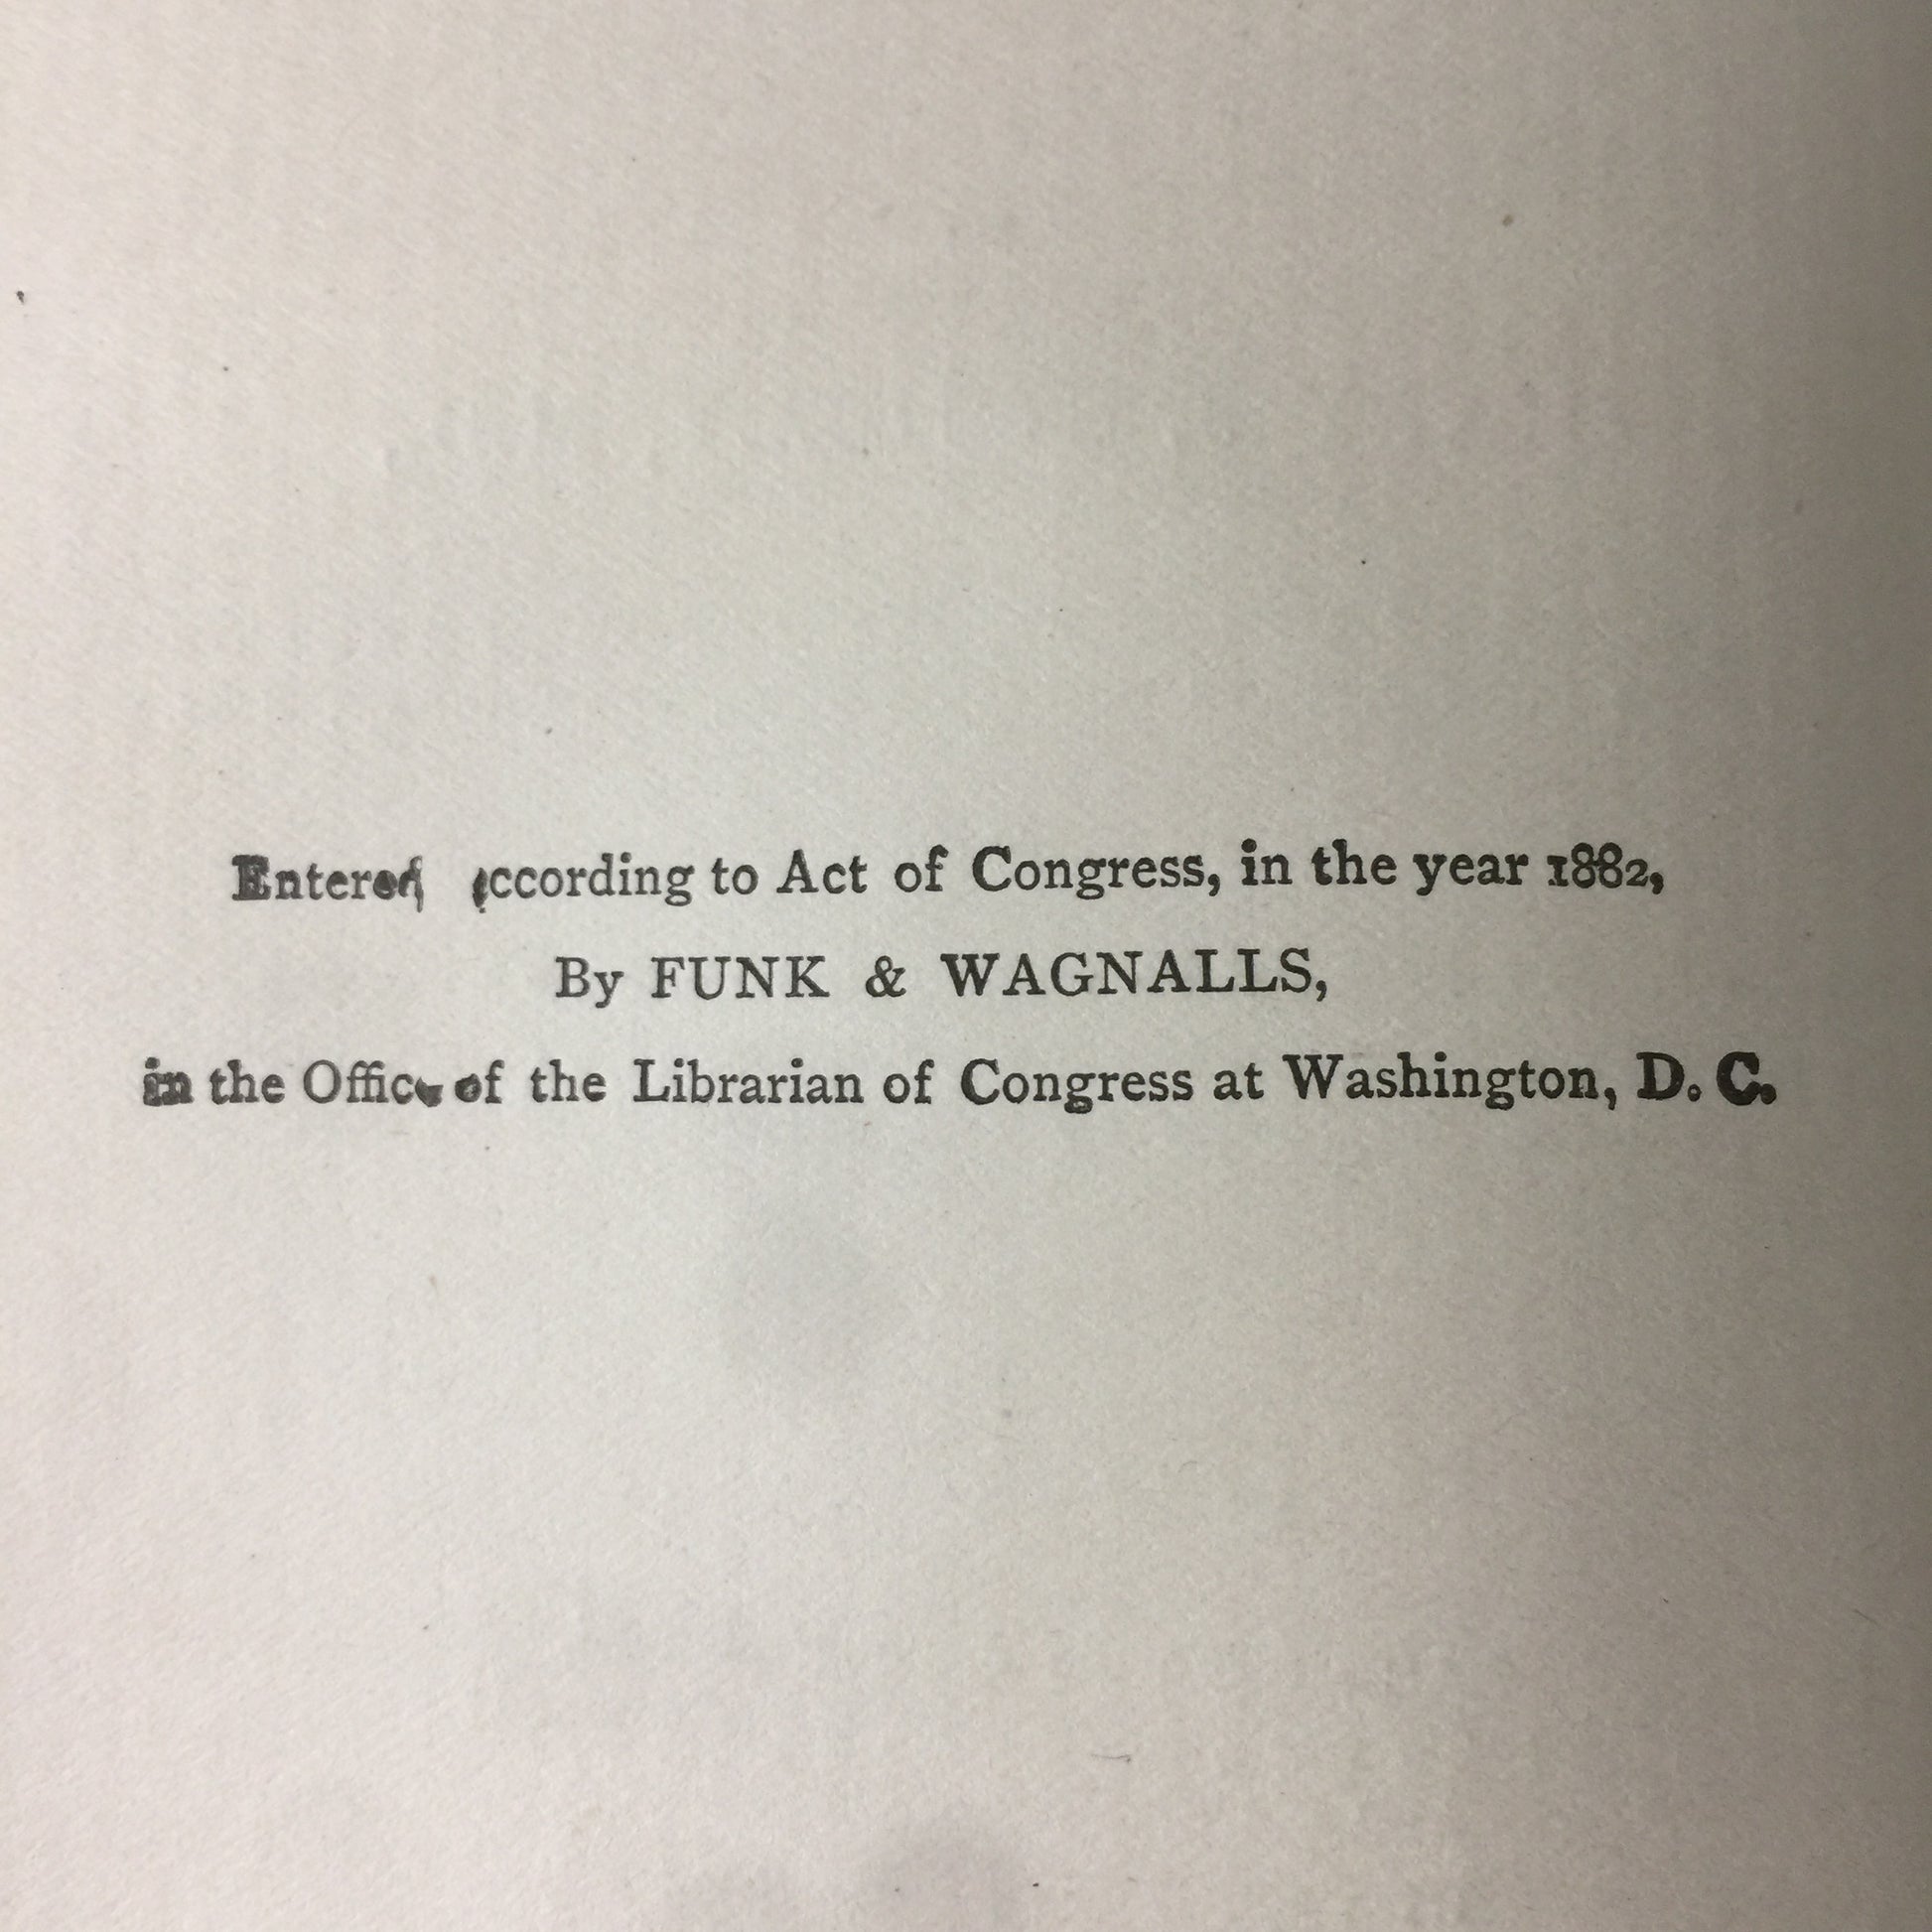 Entered according to Act of Congress, in the year 1882,
By FUNK & WAGNALLS,
in the Office of the Librarian of Congress at Washington, D. C.